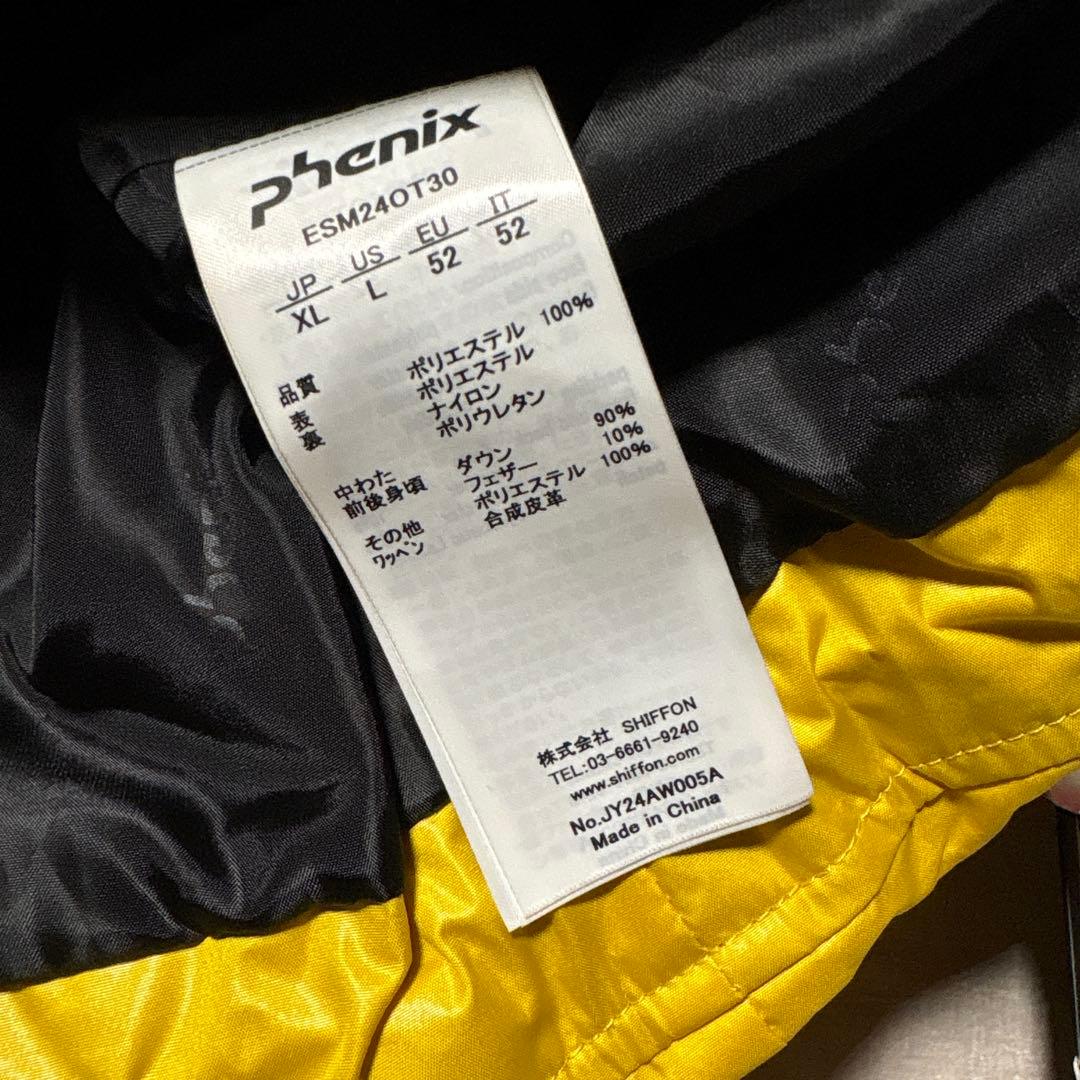 phenix
ESM24OT30
JP US EU IT
XL L 52 52
品質
表 ポリエステル 100%
裏 ポリエステル
ナイロン
ポリウレタン
中わた ダウン 90%
前後身頃 フェザー 10%
その他 ポリエステル 100%
ワッペン 合成皮革
株式会社 SHIFFON
TEL:03-6661-9240
www.shiffon.com
No.JY24AW005A
Made in China